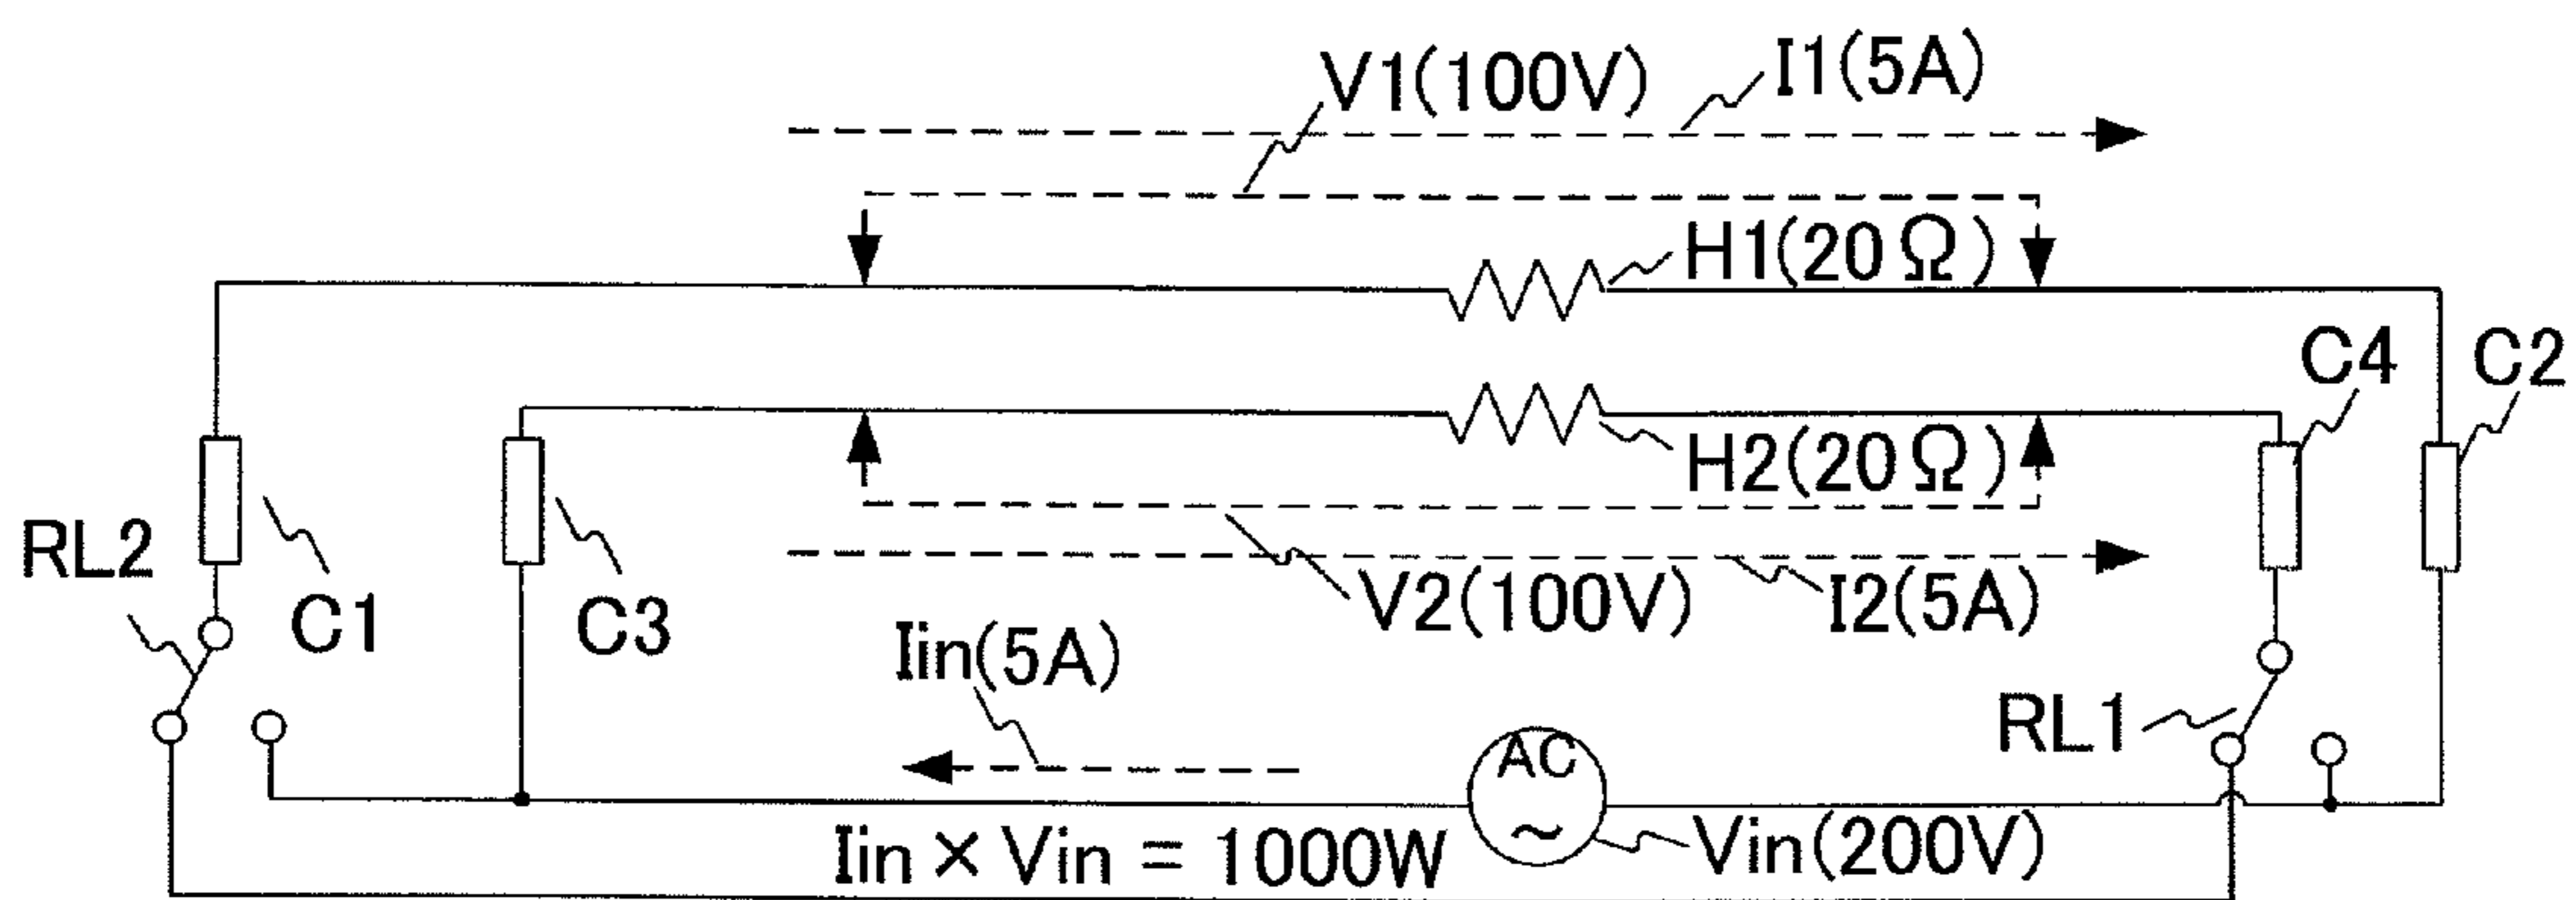 V1(100V)
I1(5A)
H1(20Ω)
C4
C2
H2(20Ω)
RL2
C1
C3
V2(100V)
I2(5A)
Iin(5A)
RL1
AC
~
Iin × Vin = 1000W
Vin(200V)